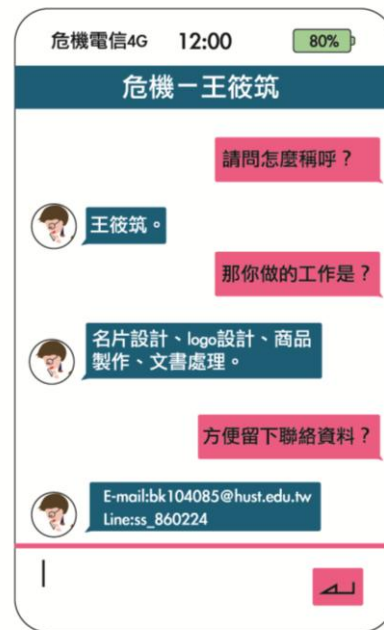 危機電信4G 12:00 80%
危機－王筱筑
請問怎麼稱呼？
王筱筑。
那你做的工作是？
名片設計、logo設計、商品
製作、文書處理。
方便留下聯絡資料？
E-mail:bk104085@hust.edu.tw
Line:ss_860224